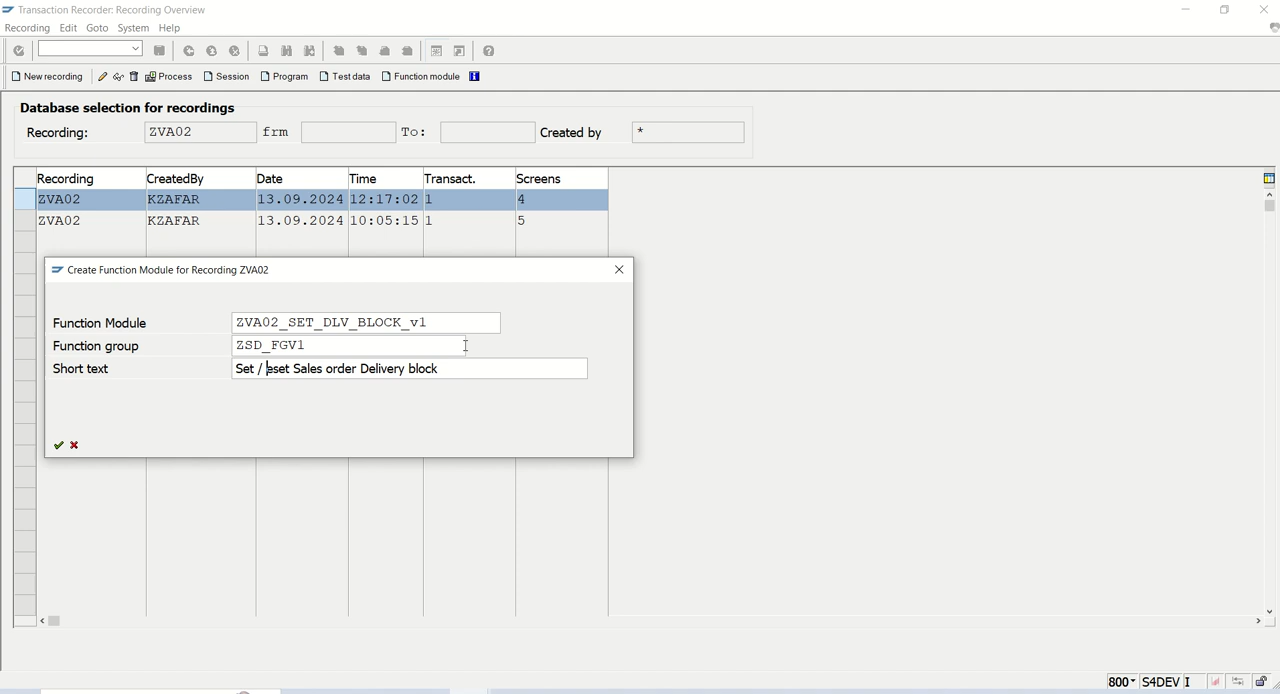 Transaction Recorder: Recording Overview
Recording Edit Goto System Help
New recording Process Session Program Test data Function module
Database selection for recordings
Recording: ZVA02 frm To: Created by *
Recording CreatedBy Date Time Transact. Screens
ZVA02 KZAFAR 13.09.2024 12:17:02 1 4
ZVA02 KZAFAR 13.09.2024 10:05:15 1 5
Create Function Module for Recording ZVA02
Function Module ZVA02_SET_DLV_BLOCK_v1
Function group ZSD_FGV1
Short text Set / eset Sales order Delivery block
800 S4DEV I